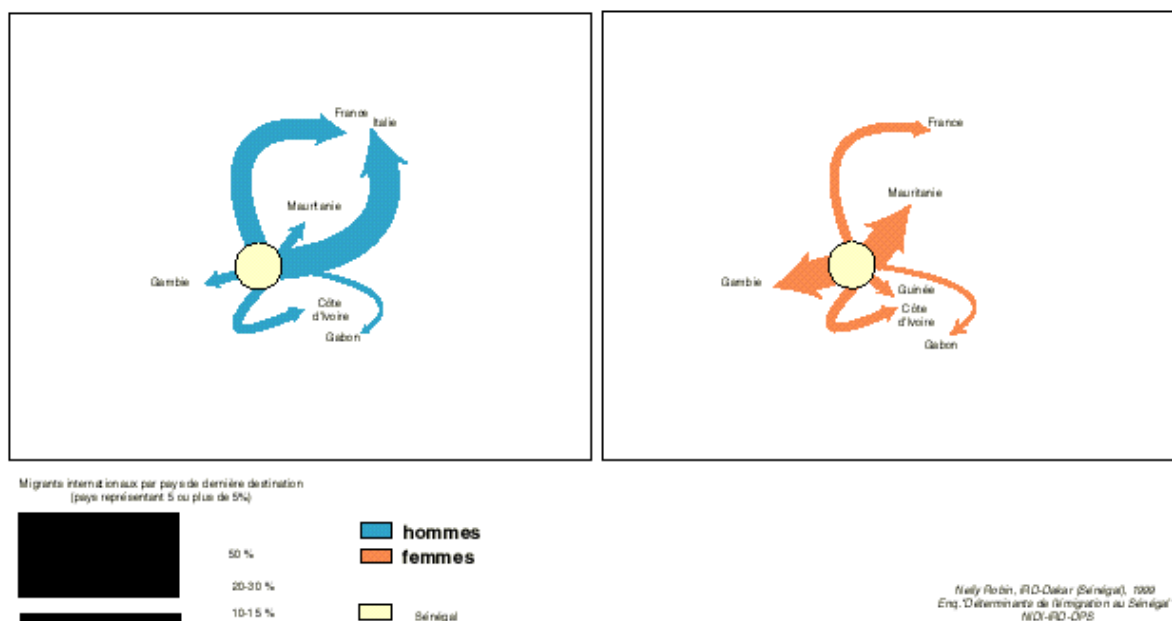 France
Italie
Maurtanie
Gambie
Côte
d'Ivoire
Gabon
France
Mauritanie
Gambie
Guinée
Côte
d'Ivoire
Gabon
Migrants internationaux par pays de dernière destination
(pays représentant 5 ou plus de 5%)
hommes
50 %
femmes
20-30 %
10-15 %
Sénégal
Nelly Robin, IRD-Dakar (Sénégal), 1999
Enq."Déterminants de l'émigration au Sénégal
NIDI-IRD-DPS